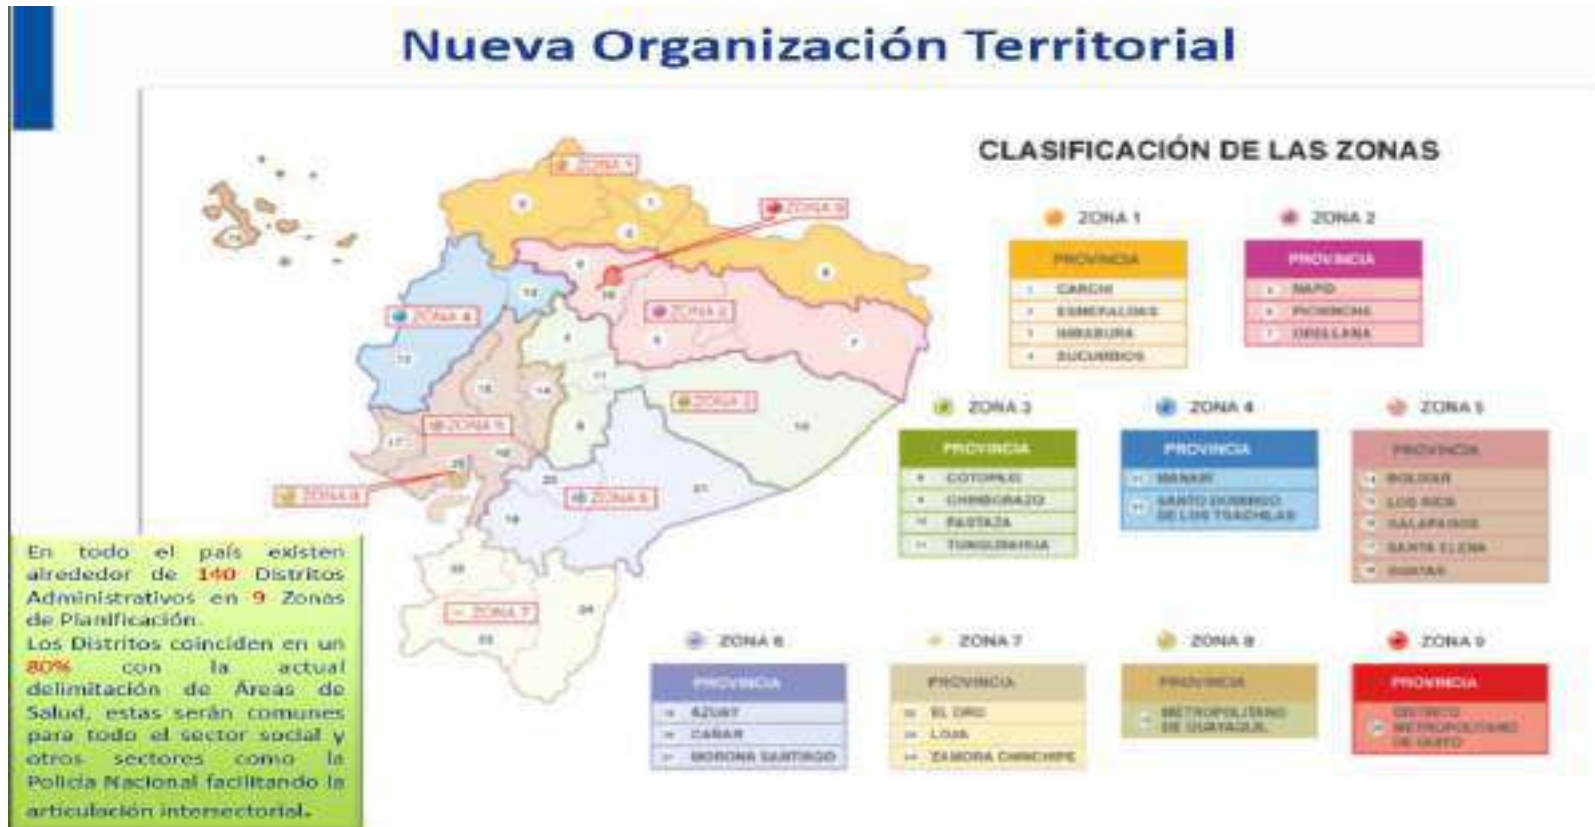 Nueva Organización Territorial
CLASIFICACIÓN DE LAS ZONAS
ZONA 1
ZONA 9
ZONA 4
ZONA 2
ZONA 3
ZONA 5
ZONA 6
ZONA 8
ZONA 7
ZONA 1
PROVINCIA
CARCHI
ESMERALDAS
IMBABURA
SUCUMBIOS
ZONA 2
PROVINCIA
NAPO
PICHINCHA
ORELLANA
ZONA 3
PROVINCIA
COTOPAXI
CHIMBORAZO
PASTAZA
TUNGURAHUA
ZONA 4
PROVINCIA
MANABI
SANTO DOMINGO
DE LOS TSACHILAS
ZONA 5
PROVINCIA
BOLIVAR
LOS RIOS
GALAPAGOS
SANTA ELENA
GUAYAS
ZONA 6
PROVINCIA
AZUAY
CAÑAR
MORONA SANTIAGO
ZONA 7
PROVINCIA
EL ORO
LOJA
ZAMORA CHINCHIPE
ZONA 8
PROVINCIA
METROPOLITANO
DE GUAYAQUIL
ZONA 9
PROVINCIA
DISTRITO
METROPOLITANO
DE QUITO
En todo el país existen
alrededor de 140 Distritos
Administrativos en 9 Zonas
de Planificación.
Los Distritos coinciden en un
80% con la actual
delimitación de Áreas de
Salud, estas serán comunes
para todo el sector social y
otros sectores como la
Policía Nacional facilitando la
articulación intersectorial.